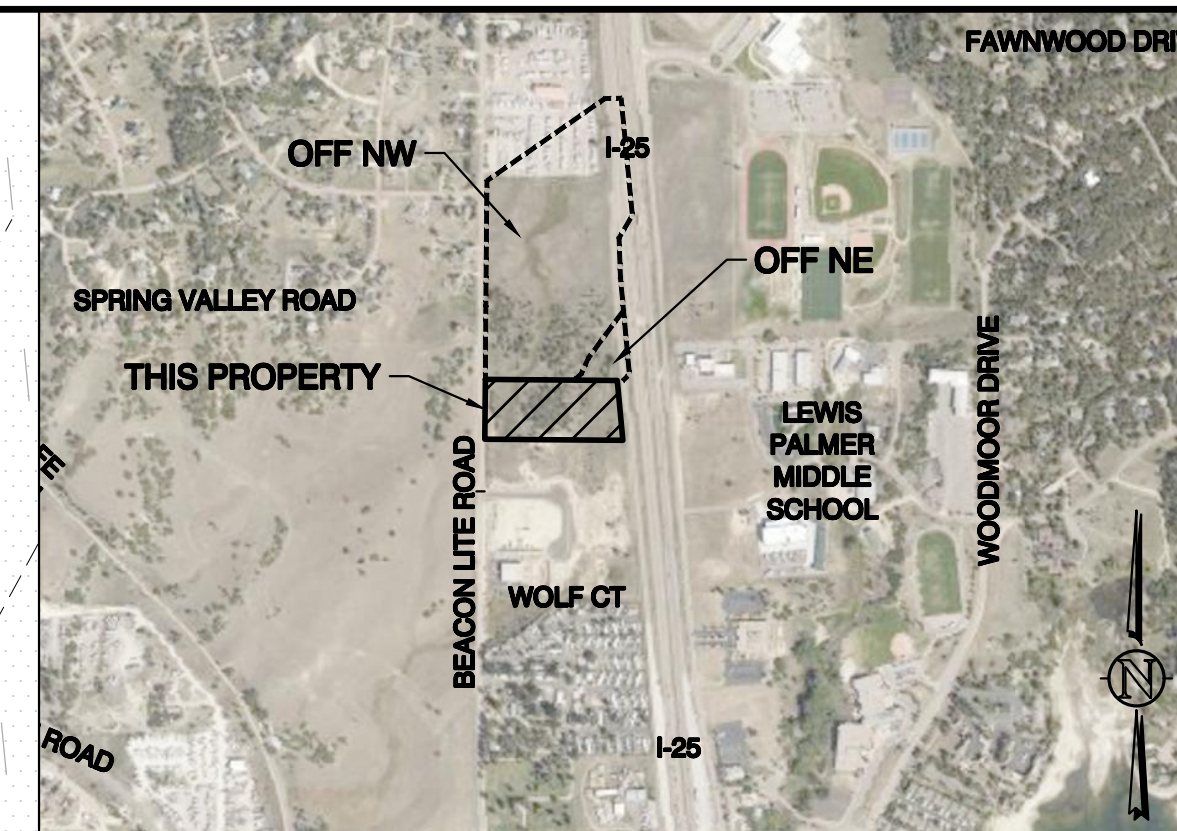 FAWNWOOD DRI
OFF NW
I-25
OFF NE
SPRING VALLEY ROAD
THIS PROPERTY
LEWIS
PALMER
MIDDLE
SCHOOL
WOODMOOR DRIVE
BEACON LITE ROAD
WOLF CT
I-25
ROAD
N